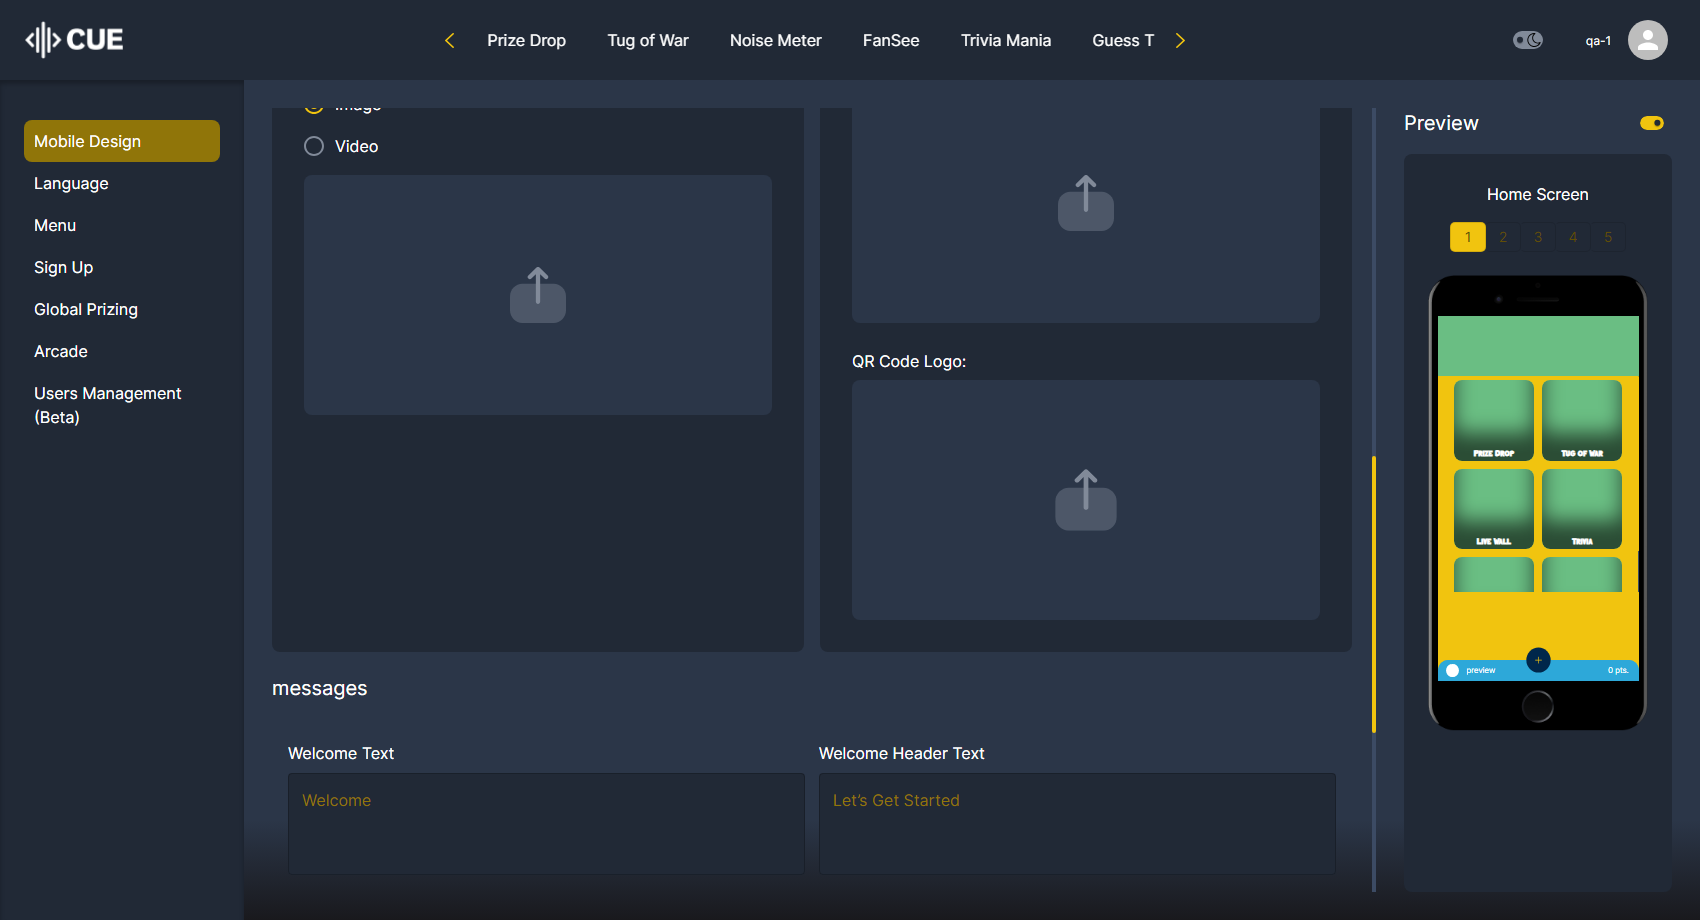 CUE
Prize Drop
Tug of War
Noise Meter
FanSee
Trivia Mania
Guess T
qa-1
Mobile Design
Language
Menu
Sign Up
Global Prizing
Arcade
Users Management
(Beta)
Image
Video
QR Code Logo:
messages
Welcome Text
Welcome
Welcome Header Text
Let's Get Started
Preview
Home Screen
1 2 3 4 5
Prize Drop
Tug of War
Live Wall
Trivia
preview
+
0 pts.